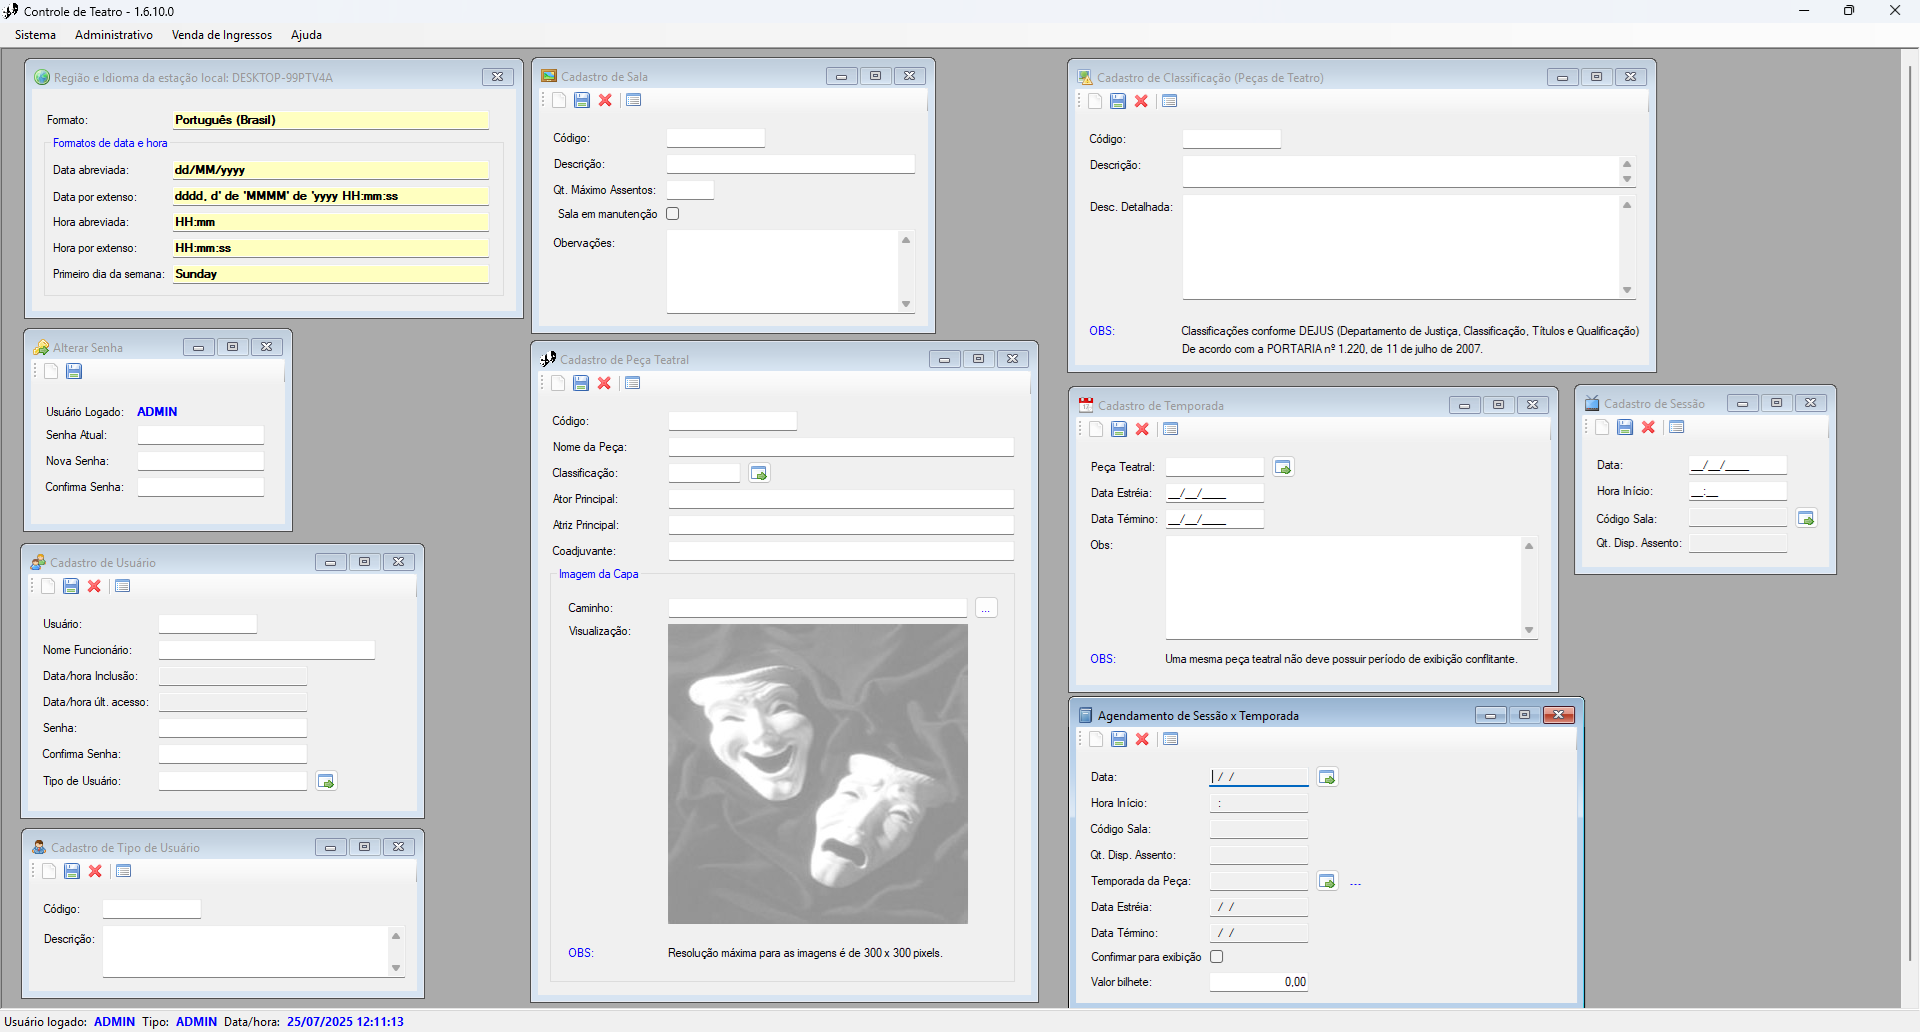 Controle de Teatro - 1.6.10.0
Sistema Administrativo Venda de Ingressos Ajuda
Região e Idioma da estação local: DESKTOP-99PTV4A
Formato: Português (Brasil)
Formatos de data e hora
Data abreviada: dd/MM/yyyy
Data por extenso: dddd, d' de 'MMMM' de 'yyyy HH:mm:ss
Hora abreviada: HH:mm
Hora por extenso: HH:mm:ss
Primeiro dia da semana: Sunday
Alterar Senha
Usuário Logado: ADMIN
Senha Atual:
Nova Senha:
Confirma Senha:
Cadastro de Usuário
Usuário:
Nome Funcionário:
Data/hora Inclusão:
Data/hora últ. acesso:
Senha:
Confirma Senha:
Tipo de Usuário:
Cadastro de Tipo de Usuário
Código:
Descrição:
Cadastro de Sala
Código:
Descrição:
Qt. Máximo Assentos:
Sala em manutenção
Obervações:
Cadastro de Peça Teatral
Código:
Nome da Peça:
Classificação:
Ator Principal:
Atriz Principal:
Coadjuvante:
Imagem da Capa
Caminho: ...
Visualização:
OBS: Resolução máxima para as imagens é de 300 x 300 pixels.
Cadastro de Classificação (Peças de Teatro)
Código:
Descrição:
Desc. Detalhada:
OBS: Classificações conforme DEJUS (Departamento de Justiça, Classificação, Títulos e Qualificação)
De acordo com a PORTARIA nº 1.220, de 11 de julho de 2007.
Cadastro de Temporada
Peça Teatral:
Data Estréia: __/__/____
Data Término: __/__/____
Obs:
OBS: Uma mesma peça teatral não deve possuir período de exibição conflitante.
Cadastro de Sessão
Data: __/__/____
Hora Início: __:__
Código Sala:
Qt. Disp. Assento:
Agendamento de Sessão x Temporada
Data: / /
Hora Início: :
Código Sala:
Qt. Disp. Assento:
Temporada da Peça: ...
Data Estréia: / /
Data Término: / /
Confirmar para exibição
Valor bilhete: 0,00
Usuário logado: ADMIN Tipo: ADMIN Data/hora: 25/07/2025 12:11:13